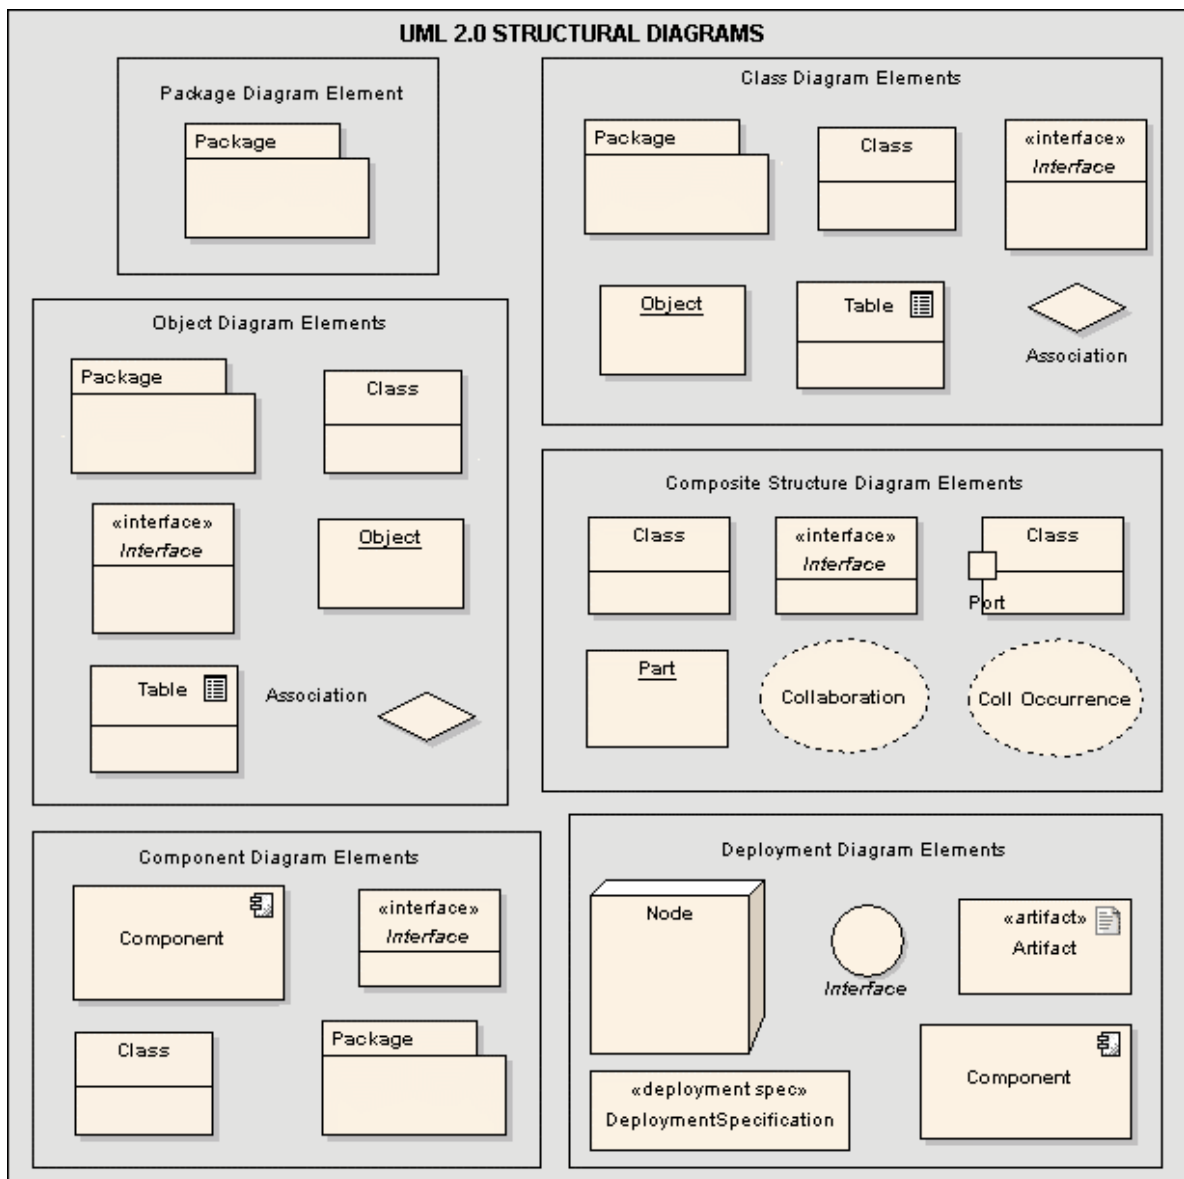 UML 2.0 STRUCTURAL DIAGRAMS
Package Diagram Element
Package
Class Diagram Elements
Package
Class
«interface»
Interface
Object
Table
Association
Object Diagram Elements
Package
Class
«interface»
Interface
Object
Table
Association
Composite Structure Diagram Elements
Class
«interface»
Interface
Class
Port
Part
Collaboration
Coll Occurrence
Component Diagram Elements
Component
«interface»
Interface
Class
Package
Deployment Diagram Elements
Node
Interface
«artifact»
Artifact
«deployment spec»
DeploymentSpecification
Component